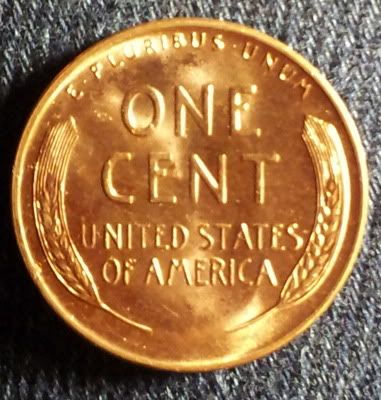 E·PLURIBUS·UNUM
ONE
CENT
UNITED STATES
OF AMERICA